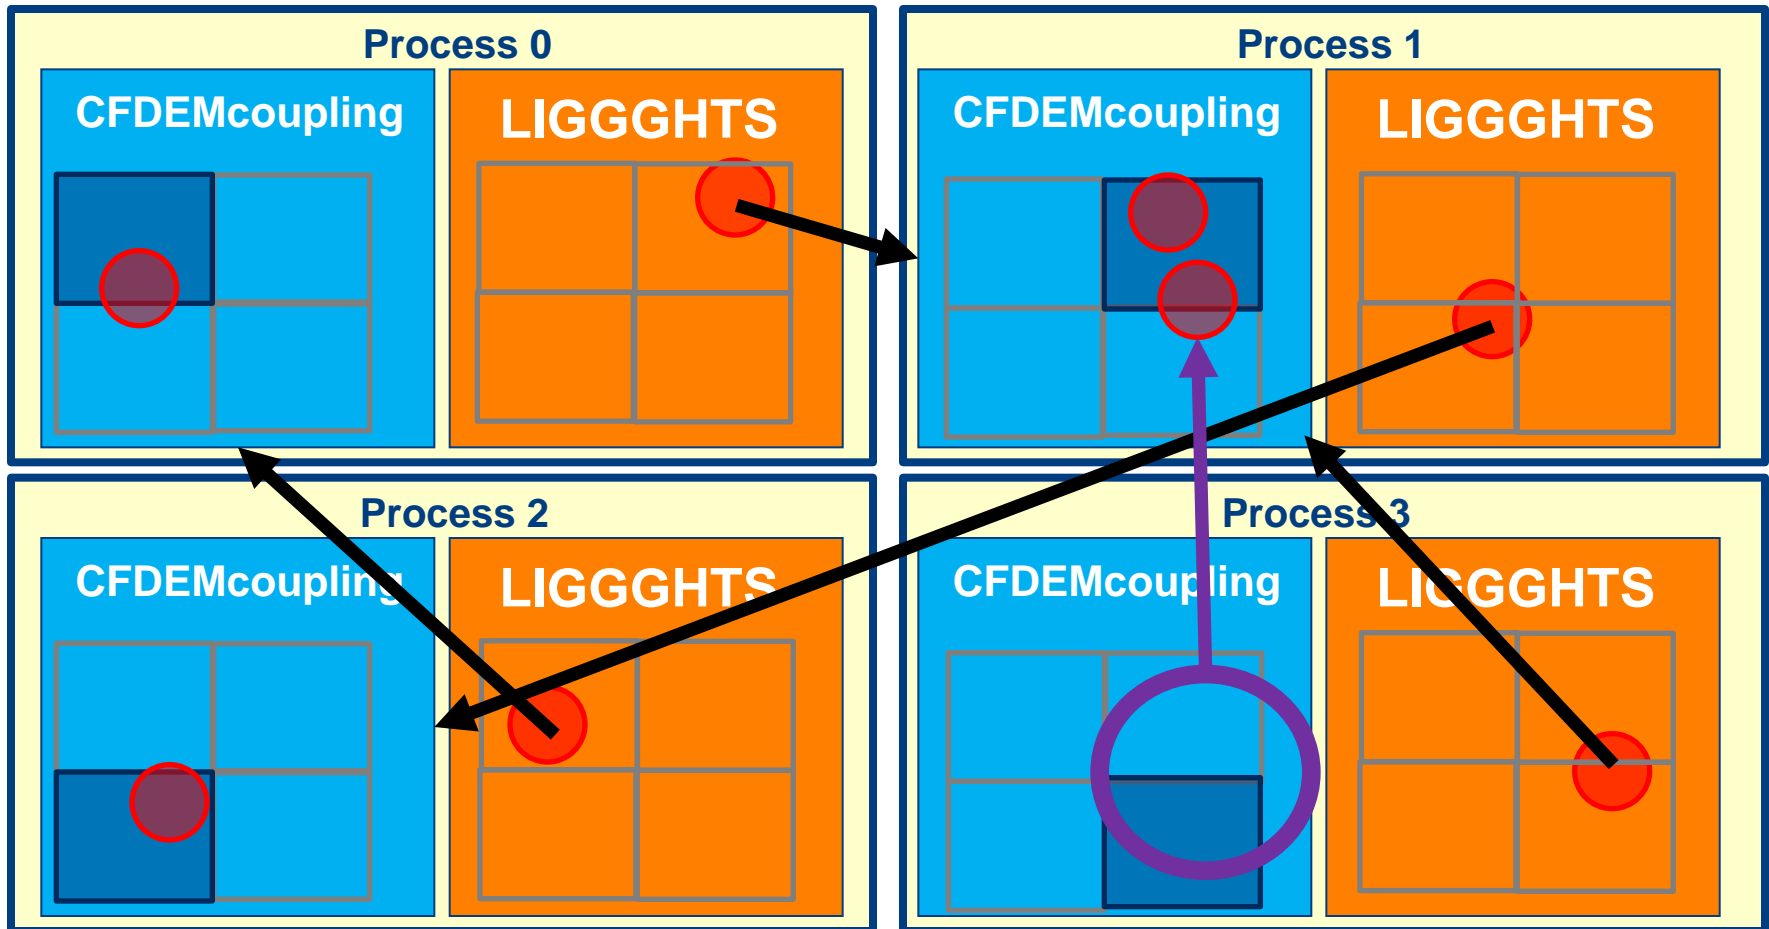 Process 0
CFDEMcoupling
LIGGGHTS
Process 1
CFDEMcoupling
LIGGGHTS
Process 2
CFDEMcoupling
LIGGGHTS
Process 3
CFDEMcoupling
LIGGGHTS